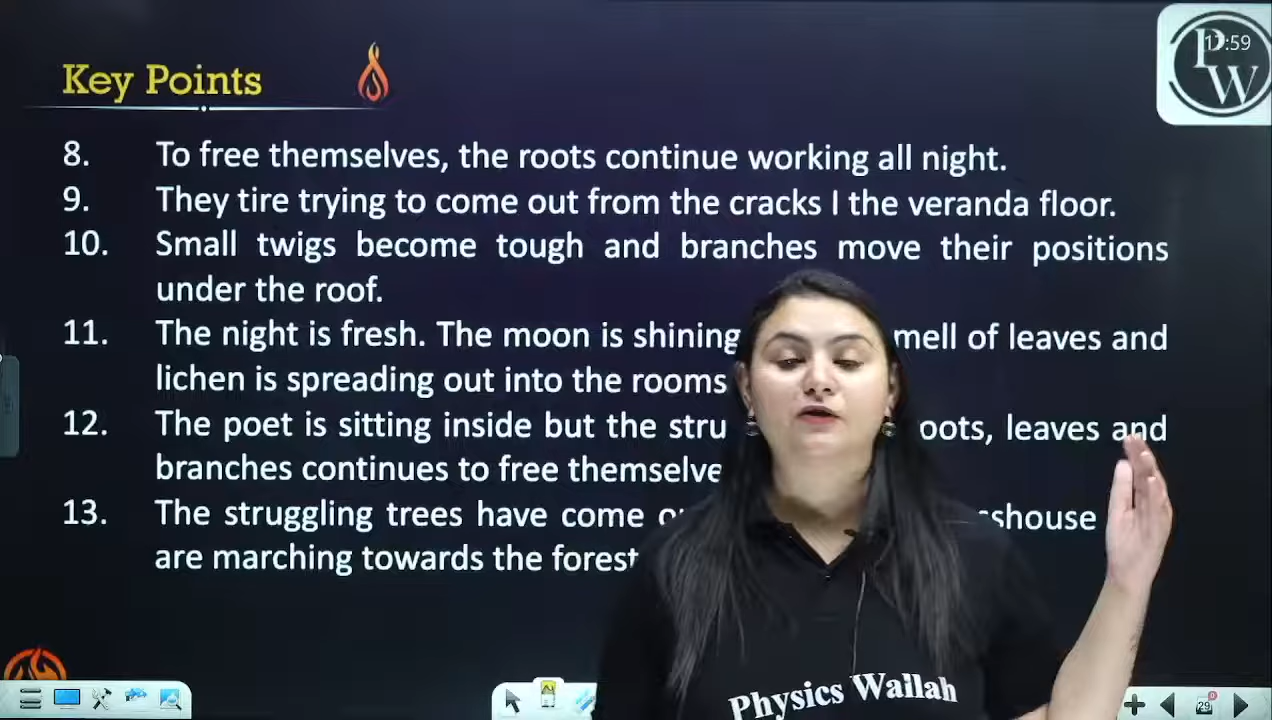 Key Points
17:59
PW
8. To free themselves, the roots continue working all night.
9. They tire trying to come out from the cracks I the veranda floor.
10. Small twigs become tough and branches move their positions
under the roof.
11. The night is fresh. The moon is shining mell of leaves and
lichen is spreading out into the rooms
12. The poet is sitting inside but the stru oots, leaves and
branches continues to free themselve
13. The struggling trees have come o sshouse
are marching towards the forest
Physics Wallah
29